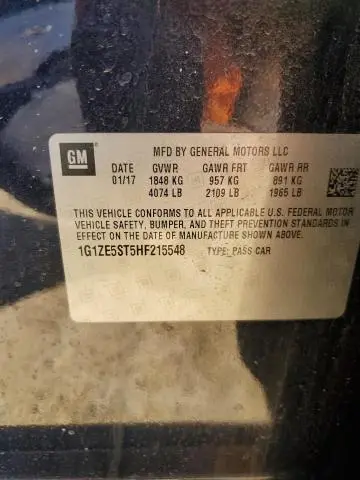 GM
MFD BY GENERAL MOTORS LLC
DATE GVWR GAWR FRT GAWR RR
01/17 1848 KG 957 KG 891 KG
4074 LB 2109 LB 1965 LB
THIS VEHICLE CONFORMS TO ALL APPLICABLE U.S. FEDERAL MOTOR
VEHICLE SAFETY, BUMPER, AND THEFT PREVENTION STANDARDS IN
EFFECT ON THE DATE OF MANUFACTURE SHOWN ABOVE.
1G1ZE5ST5HF215548 TYPE: PASS CAR